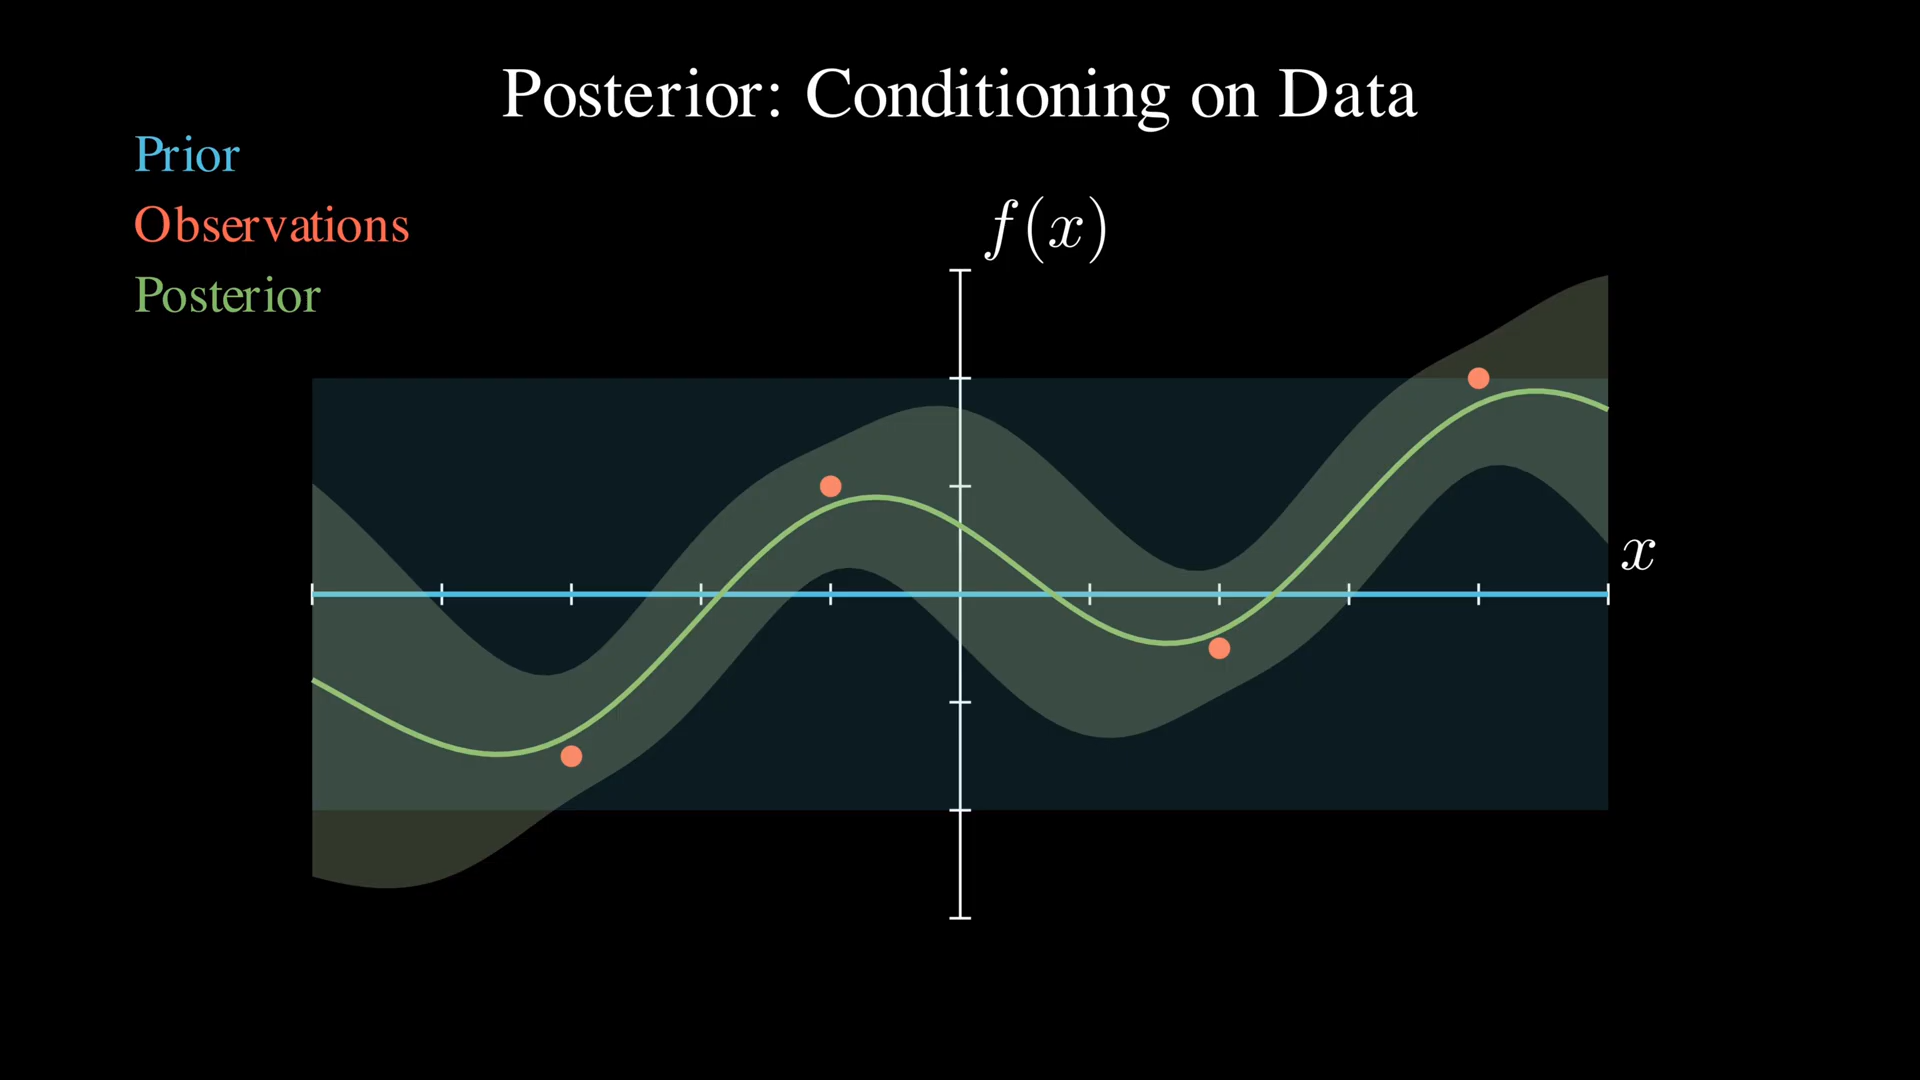 Posterior: Conditioning on Data
Prior
Observations
Posterior
f(x)
x